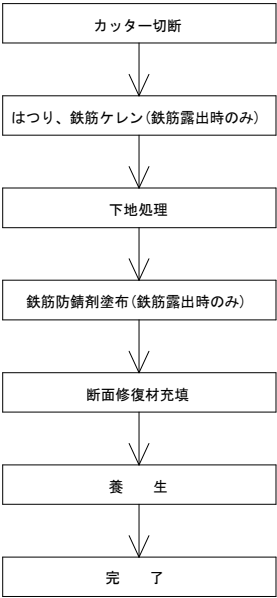 カッター切断
はつり、鉄筋ケレン(鉄筋露出時のみ)
下地処理
鉄筋防錆剤塗布(鉄筋露出時のみ)
断面修復材充填
養　　生
完　　了